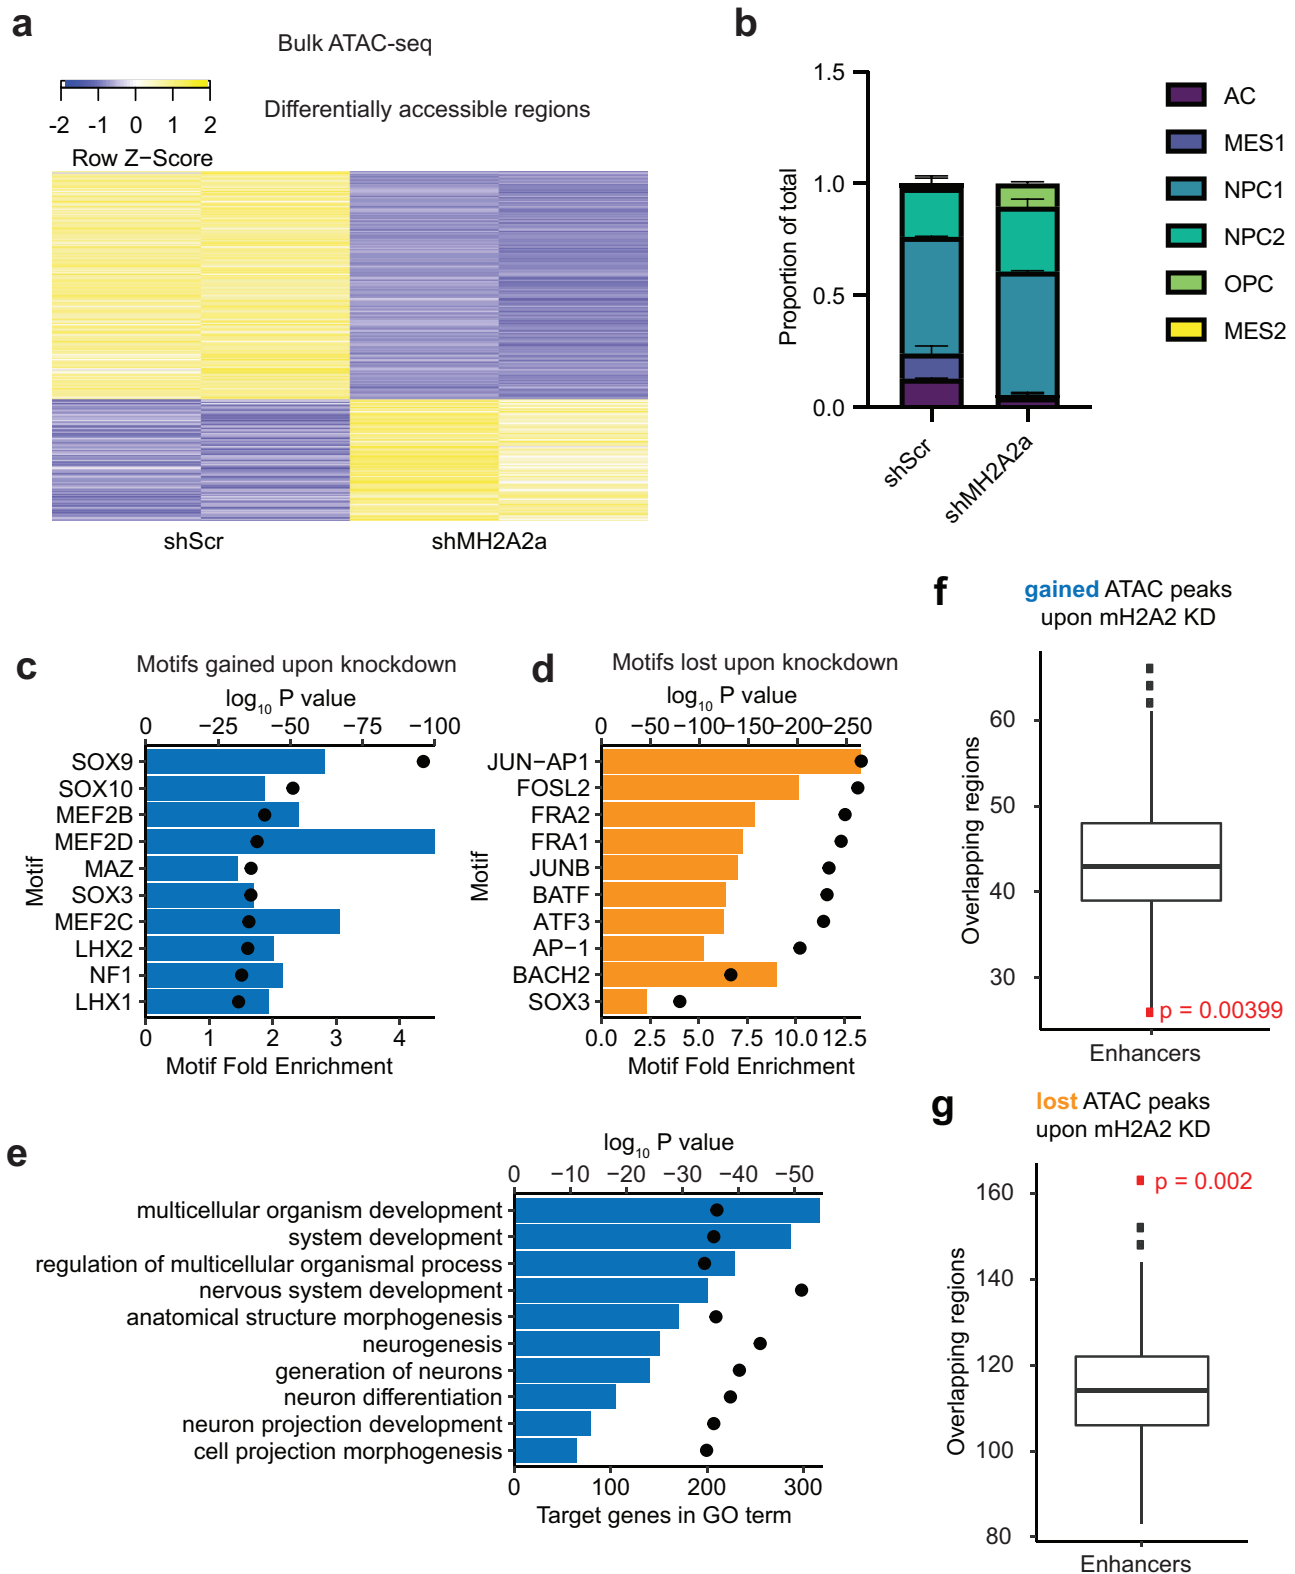 a
Bulk ATAC-seq
Differentially accessible regions
-2 -1 0 1 2
Row Z−Score
shScr shMH2A2a
b
1.5
1.0
0.5
0.0
Proportion of total
shScr
shMH2A2a
AC
MES1
NPC1
NPC2
OPC
MES2
c
Motifs gained upon knockdown
log10 P value
0 −25 −50 −75 −100
Motif
SOX9
SOX10
MEF2B
MEF2D
MAZ
SOX3
MEF2C
LHX2
NF1
LHX1
0 1 2 3 4
Motif Fold Enrichment
d
Motifs lost upon knockdown
log10 P value
0 −50 −100 −150 −200 −250
Motif
JUN−AP1
FOSL2
FRA2
FRA1
JUNB
BATF
ATF3
AP−1
BACH2
SOX3
0.0 2.5 5.0 7.5 10.0 12.5
Motif Fold Enrichment
e
log10 P value
0 −10 −20 −30 −40 −50
multicellular organism development
system development
regulation of multicellular organismal process
nervous system development
anatomical structure morphogenesis
neurogenesis
generation of neurons
neuron differentiation
neuron projection development
cell projection morphogenesis
0 100 200 300
Target genes in GO term
f
gained ATAC peaks
upon mH2A2 KD
Overlapping regions
60
50
40
30
p = 0.00399
Enhancers
g
lost ATAC peaks
upon mH2A2 KD
Overlapping regions
160
140
120
100
80
p = 0.002
Enhancers